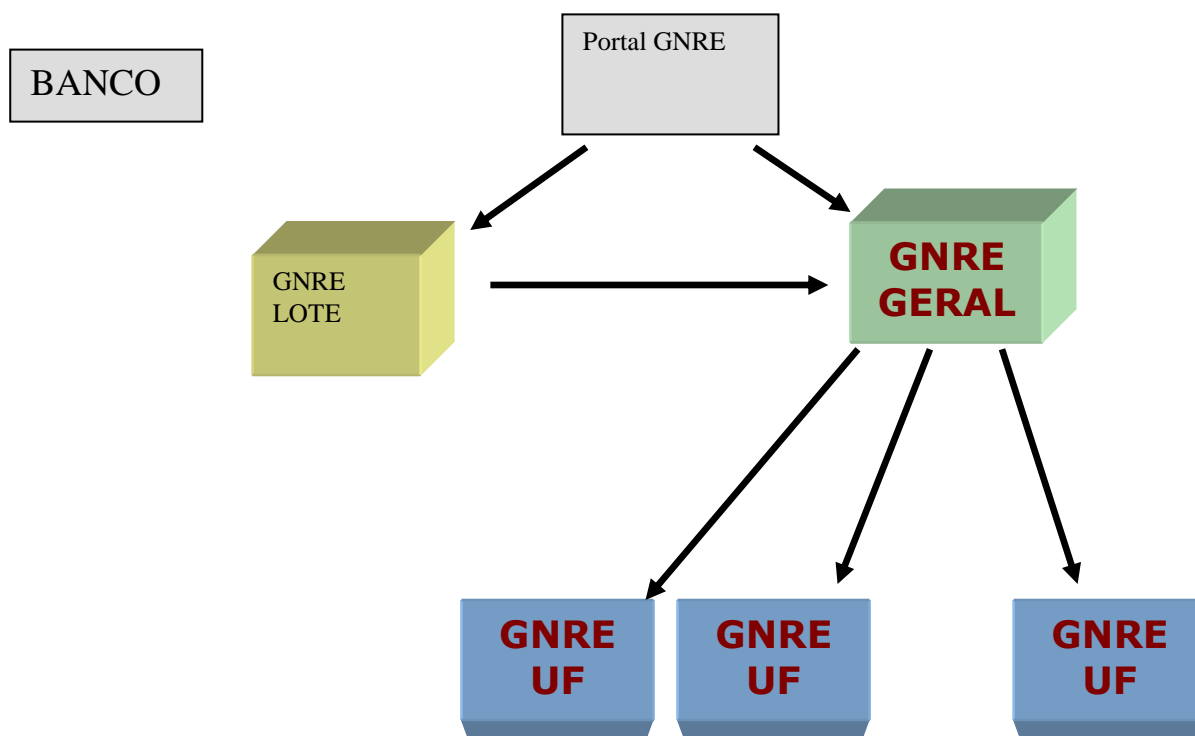 Portal GNRE
BANCO
GNRE
LOTE
GNRE
GERAL
GNRE
UF
GNRE
UF
GNRE
UF